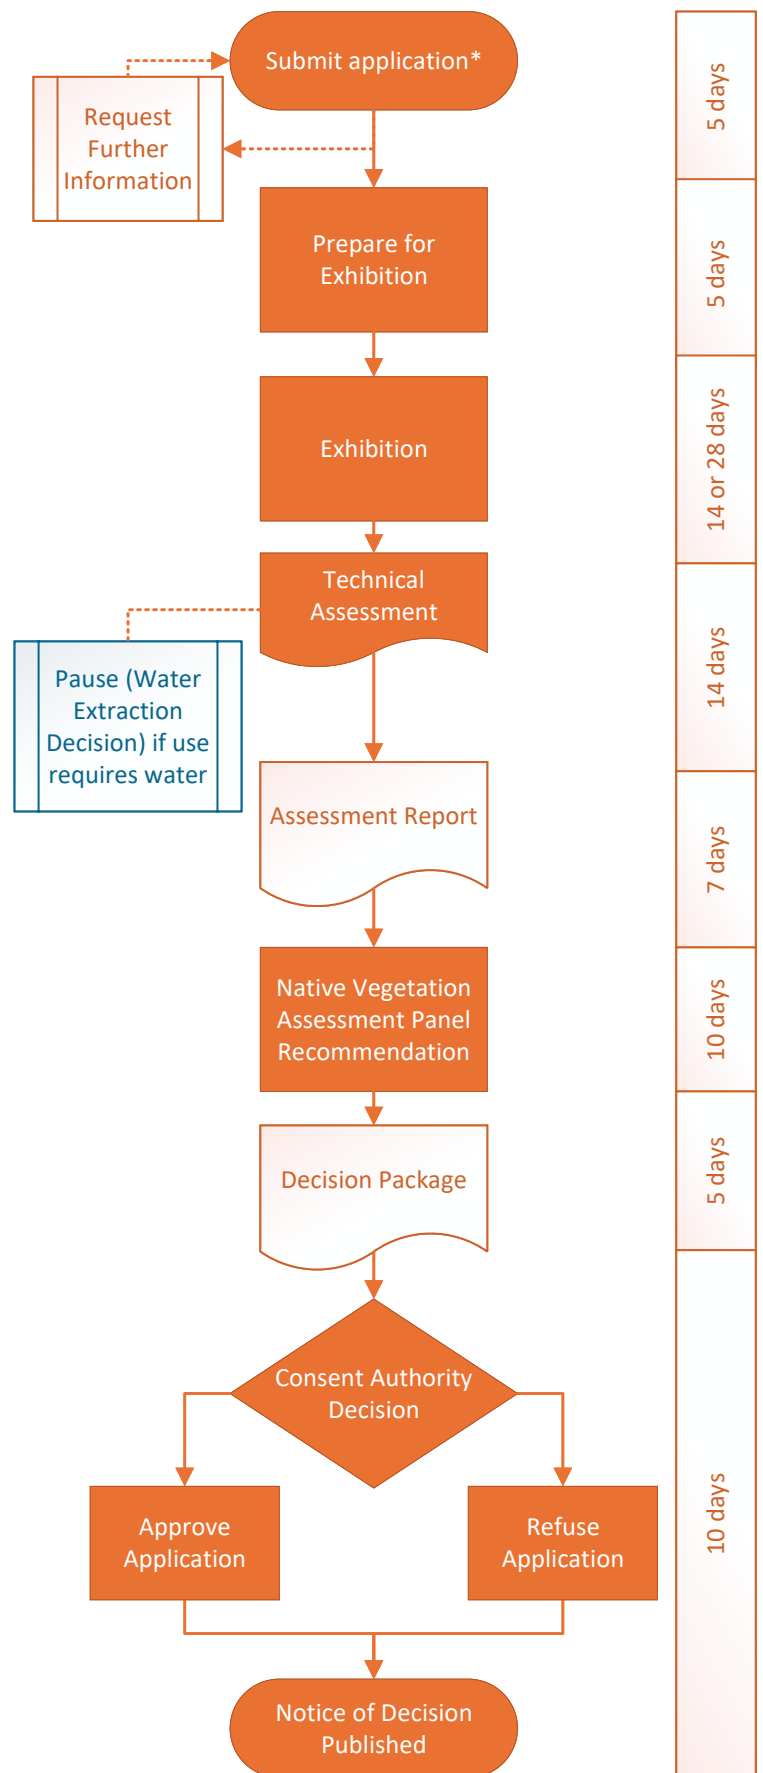 Submit application*
Request
Further
Information
5 days
Prepare for
Exhibition
5 days
Exhibition
14 or 28 days
Technical
Assessment
14 days
Pause (Water
Extraction
Decision) if use
requires water
Assessment Report
7 days
Native Vegetation
Assessment Panel
Recommendation
10 days
Decision Package
5 days
Consent Authority
Decision
Approve
Application
Refuse
Application
10 days
Notice of Decision
Published